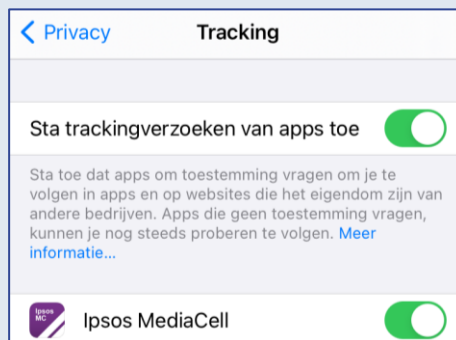 Privacy Tracking
Sta trackingverzoeken van apps toe
Sta toe dat apps om toestemming vragen om je te
volgen in apps en op websites die het eigendom zijn van
andere bedrijven. Apps die geen toestemming vragen,
kunnen je nog steeds proberen te volgen. Meer
informatie...
Ipsos
MC
Ipsos MediaCell